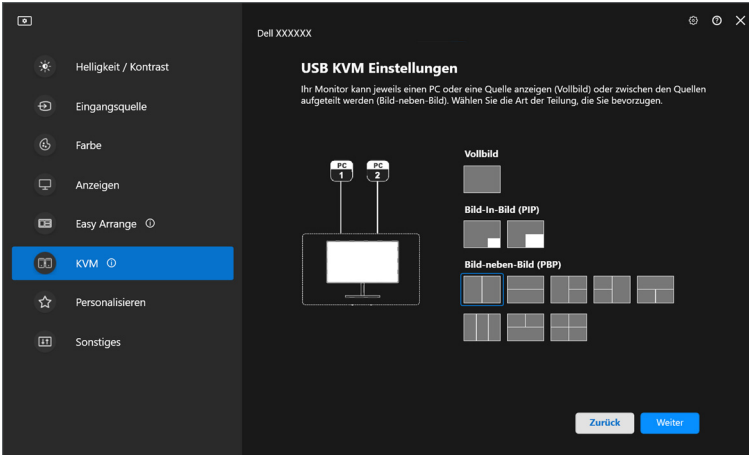 Dell XXXXXX
Helligkeit / Kontrast
Eingangsquelle
Farbe
Anzeigen
Easy Arrange
KVM
Personalisieren
Sonstiges
USB KVM Einstellungen
Ihr Monitor kann jeweils einen PC oder eine Quelle anzeigen (Vollbild) oder zwischen den Quellen
aufgeteilt werden (Bild-neben-Bild). Wählen Sie die Art der Teilung, die Sie bevorzugen.
PC
1
PC
2
Vollbild
Bild-In-Bild (PIP)
Bild-neben-Bild (PBP)
Zurück
Weiter